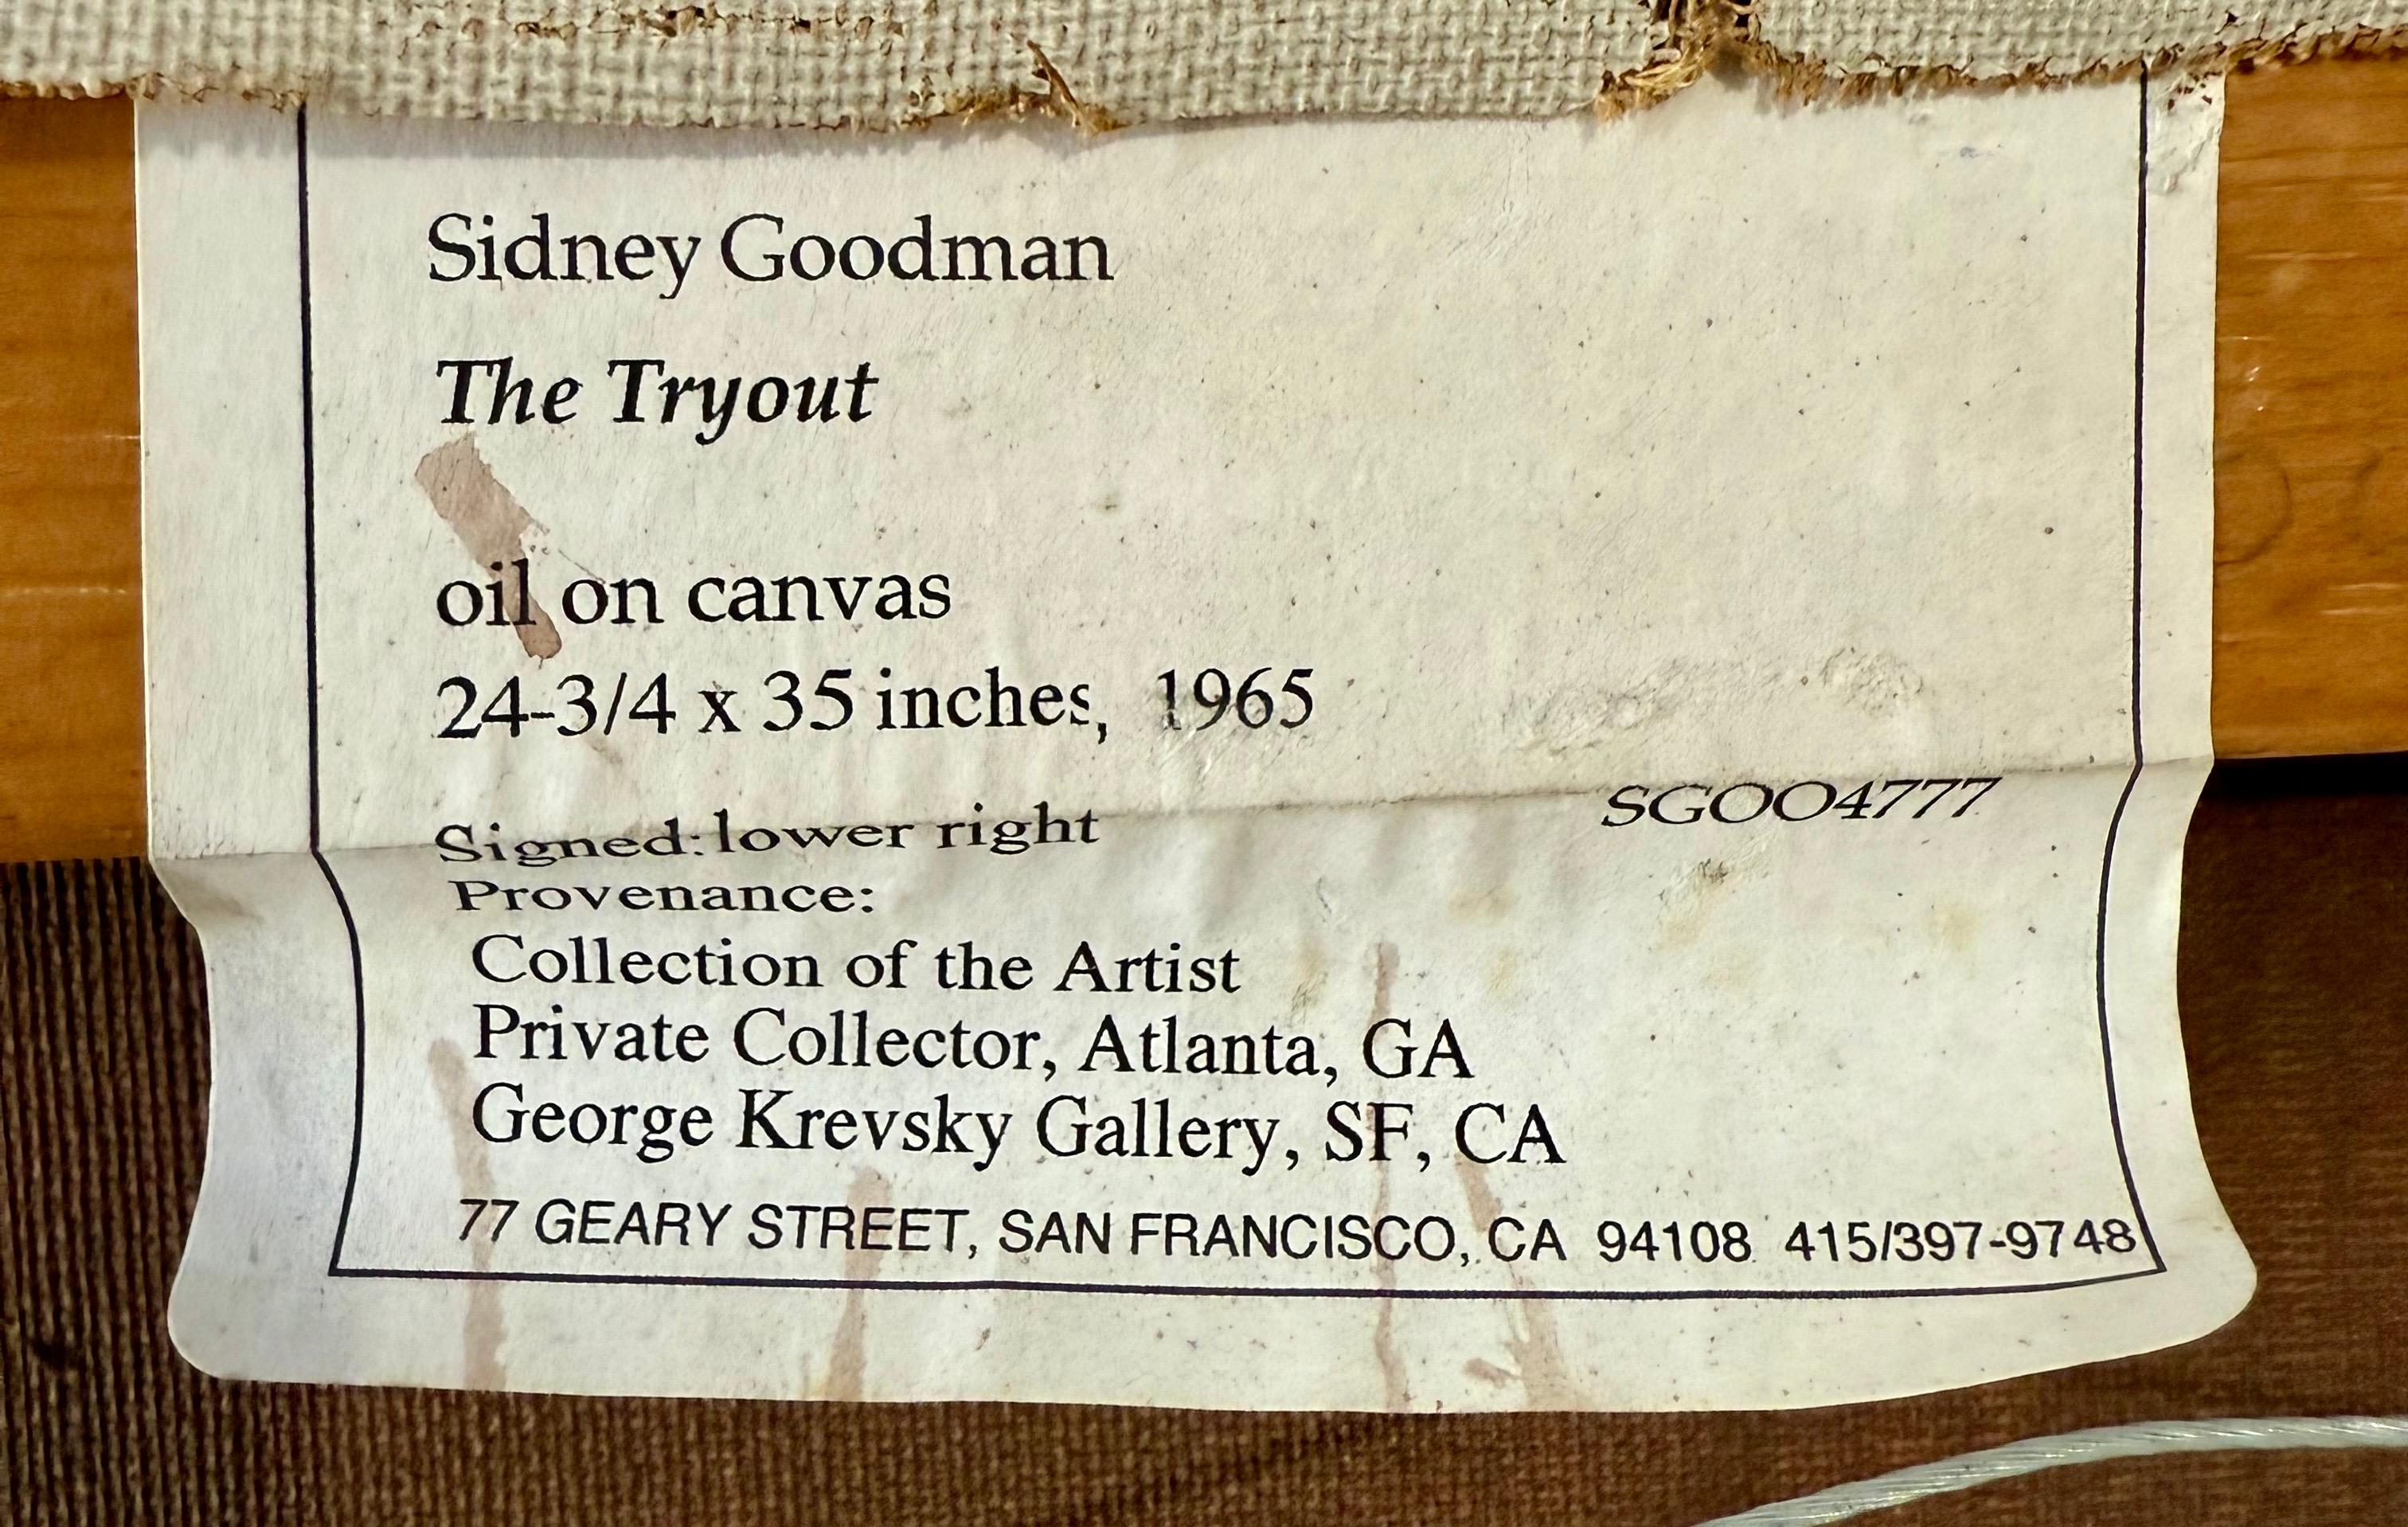 Sidney Goodman
The Tryout
oil on canvas
24-3/4 x 35 inches, 1965
SGOO4777
Signed: lower right
Provenance:
Collection of the Artist
Private Collector, Atlanta, GA
George Krevsky Gallery, SF, CA
77 GEARY STREET, SAN FRANCISCO, CA 94108 415/397-9748